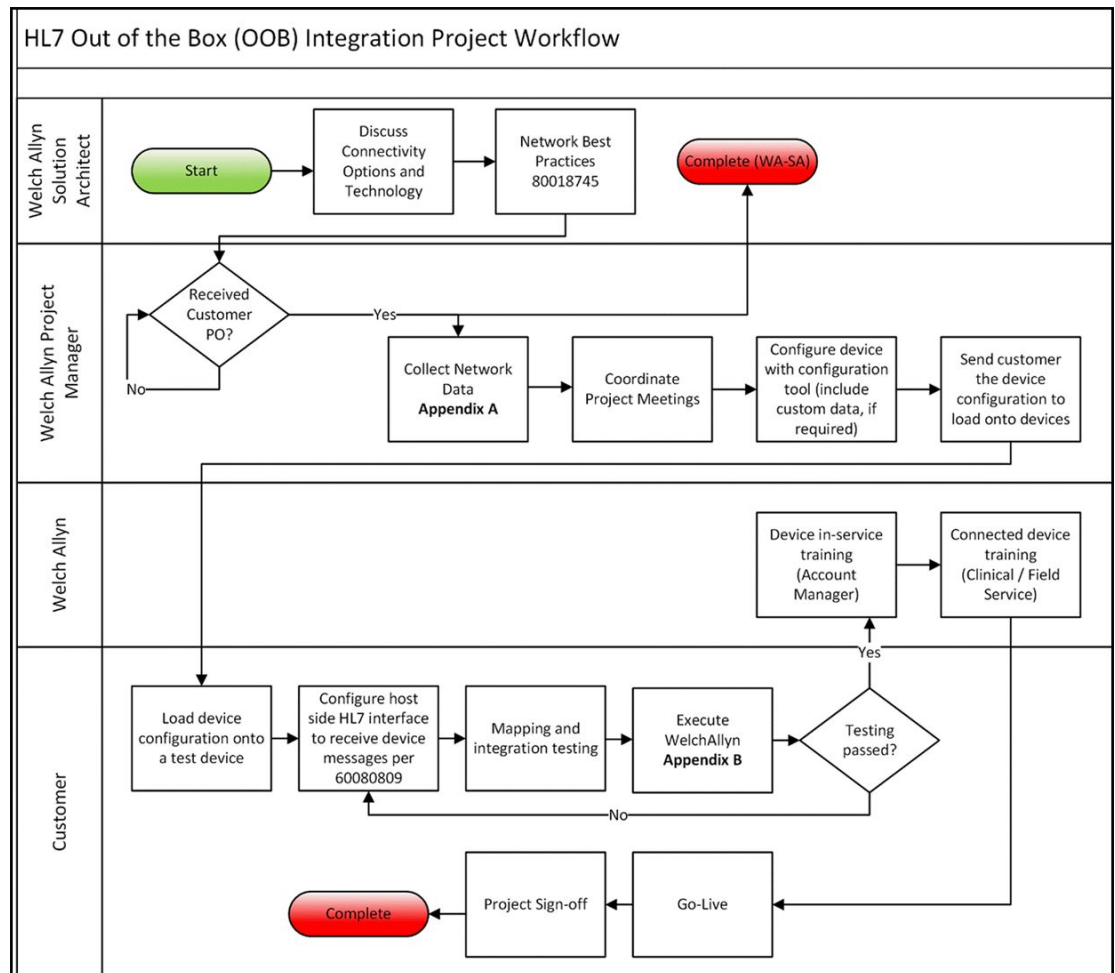 HL7 Out of the Box (OOB) Integration Project Workflow
Welch Allyn
Solution
Architect
Start
Discuss
Connectivity
Options and
Technology
Network Best
Practices
80018745
Complete (WA-SA)
Welch Allyn Project
Manager
Received
Customer
PO?
No
Yes
Collect Network
Data
Appendix A
Coordinate
Project Meetings
Configure device
with configuration
tool (include
custom data, if
required)
Send customer
the device
configuration to
load onto devices
Welch Allyn
Device in-service
training
(Account
Manager)
Connected device
training
(Clinical / Field
Service)
Customer
Load device
configuration onto
a test device
Configure host
side HL7 interface
to receive device
messages per
60080809
Mapping and
integration testing
Execute
WelchAllyn
Appendix B
Testing
passed?
Yes
No
Complete
Project Sign-off
Go-Live